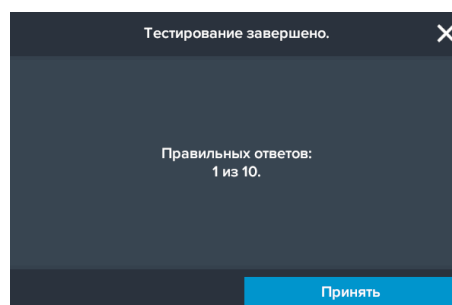 Тестирование завершено.
Правильных ответов:
1 из 10.
Принять